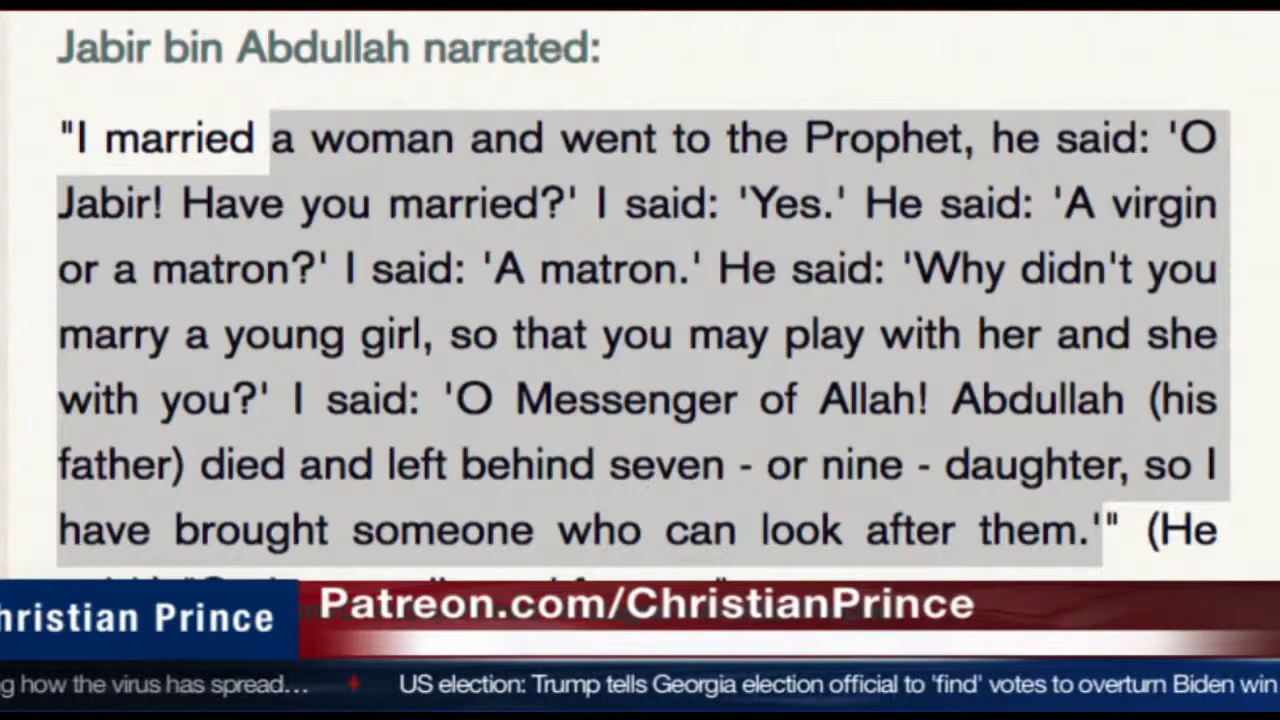 Jabir bin Abdullah narrated:
"I married a woman and went to the Prophet, he said: 'O
Jabir! Have you married?' I said: 'Yes.' He said: 'A virgin
or a matron?' I said: 'A matron.' He said: 'Why didn't you
marry a young girl, so that you may play with her and she
with you?' I said: 'O Messenger of Allah! Abdullah (his
father) died and left behind seven - or nine - daughter, so I
have brought someone who can look after them.'" (He
hristian Prince
Patreon.com/ChristianPrince
g how the virus has spread... US election: Trump tells Georgia election official to 'find' votes to overturn Biden win